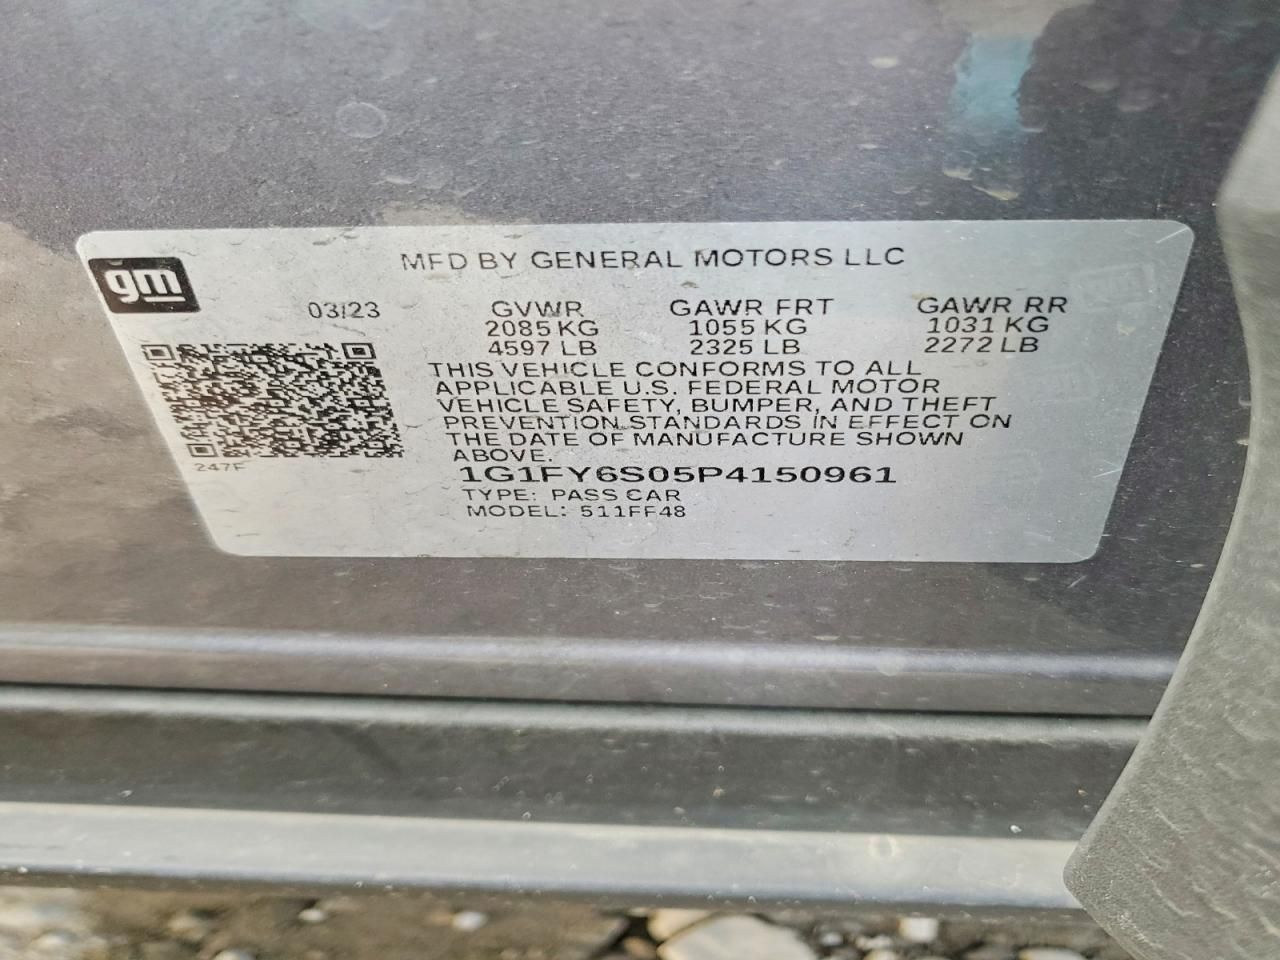 gm
MFD BY GENERAL MOTORS LLC
03/23 GVWR GAWR FRT GAWR RR
2085 KG 1055 KG 1031 KG
4597 LB 2325 LB 2272 LB
THIS VEHICLE CONFORMS TO ALL
APPLICABLE U.S. FEDERAL MOTOR
VEHICLE SAFETY, BUMPER, AND THEFT
PREVENTION STANDARDS IN EFFECT ON
THE DATE OF MANUFACTURE SHOWN
ABOVE.
247F
1G1FY6S05P4150961
TYPE: PASS CAR
MODEL: 511FF48